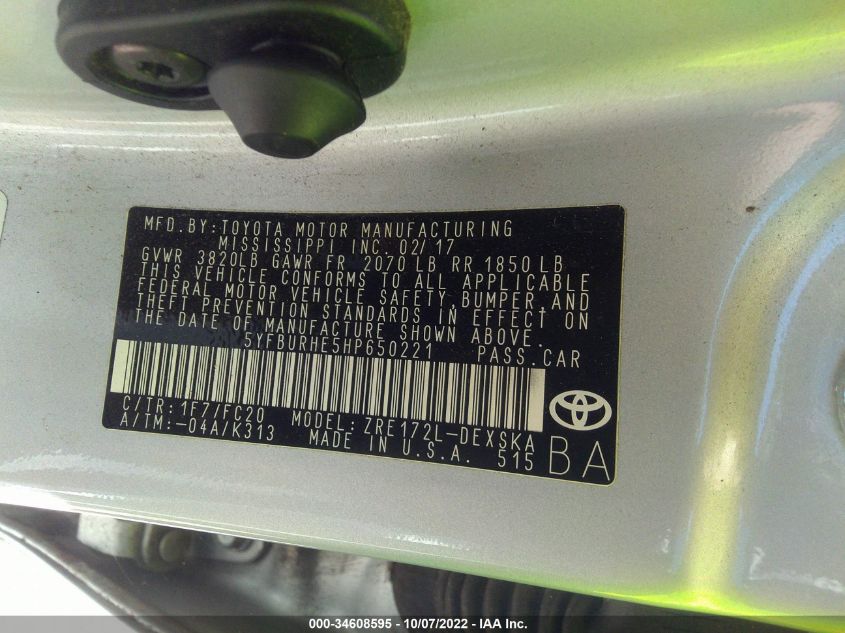 MFD.BY:TOYOTA MOTOR MANUFACTURING
MISSISSIPPI INC. 02/17
GVWR 3820LB GAWR FR 2070 LB RR 1850 LB
THIS VEHICLE CONFORMS TO ALL APPLICABLE
FEDERAL MOTOR VEHICLE SAFETY, BUMPER, AND
THEFT PREVENTION STANDARDS IN EFFECT ON
THE DATE OF MANUFACTURE SHOWN ABOVE.
5YFBURHE5HP650221 PASS.CAR
C/TR: 1F7/FC20 MODEL: ZRE172L-DEXSKA
A/TM:-04A/K313 MADE IN U.S.A. 515
BA
000-34608595 - 10/07/2022 - IAA Inc.